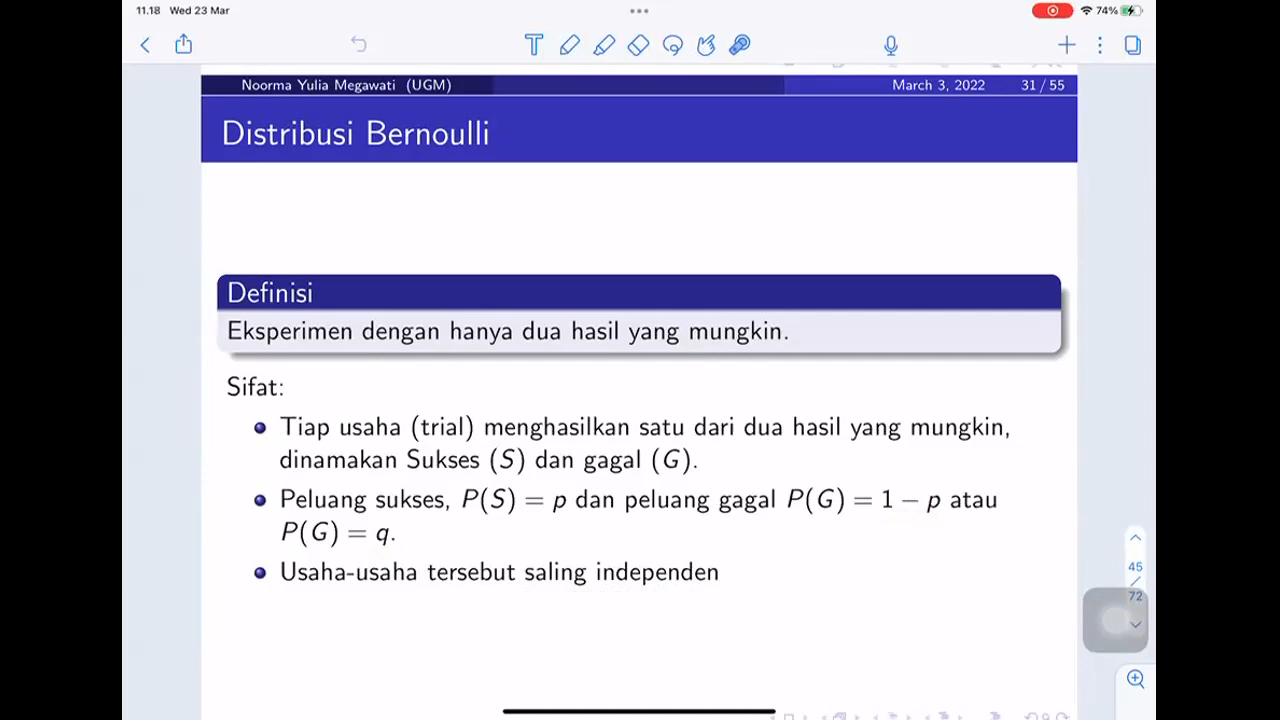 11.18 Wed 23 Mar
74%
Noorma Yulia Megawati (UGM)
March 3, 2022 31 / 55
Distribusi Bernoulli
Definisi
Eksperimen dengan hanya dua hasil yang mungkin.
Sifat:
Tiap usaha (trial) menghasilkan satu dari dua hasil yang mungkin,
dinamakan Sukses (S) dan gagal (G).
Peluang sukses, P(S) = p dan peluang gagal P(G) = 1 − p atau
P(G) = q.
Usaha-usaha tersebut saling independen
45
/
72